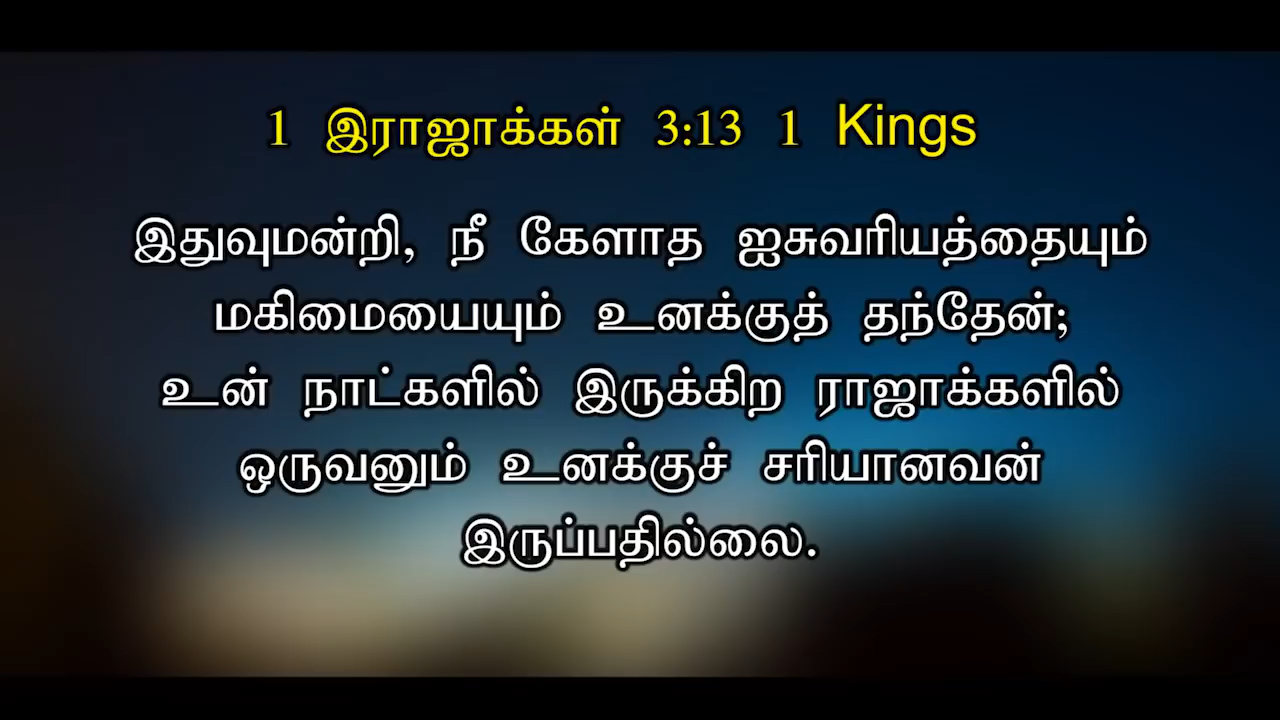 1 இராஜாக்கள் 3:13 1 Kings
இதுவுமன்றி, நீ கேளாத ஐசுவரியத்தையும்
மகிமையையும் உனக்குத் தந்தேன்;
உன் நாட்களில் இருக்கிற ராஜாக்களில்
ஒருவனும் உனக்குச் சரியானவன்
இருப்பதில்லை.